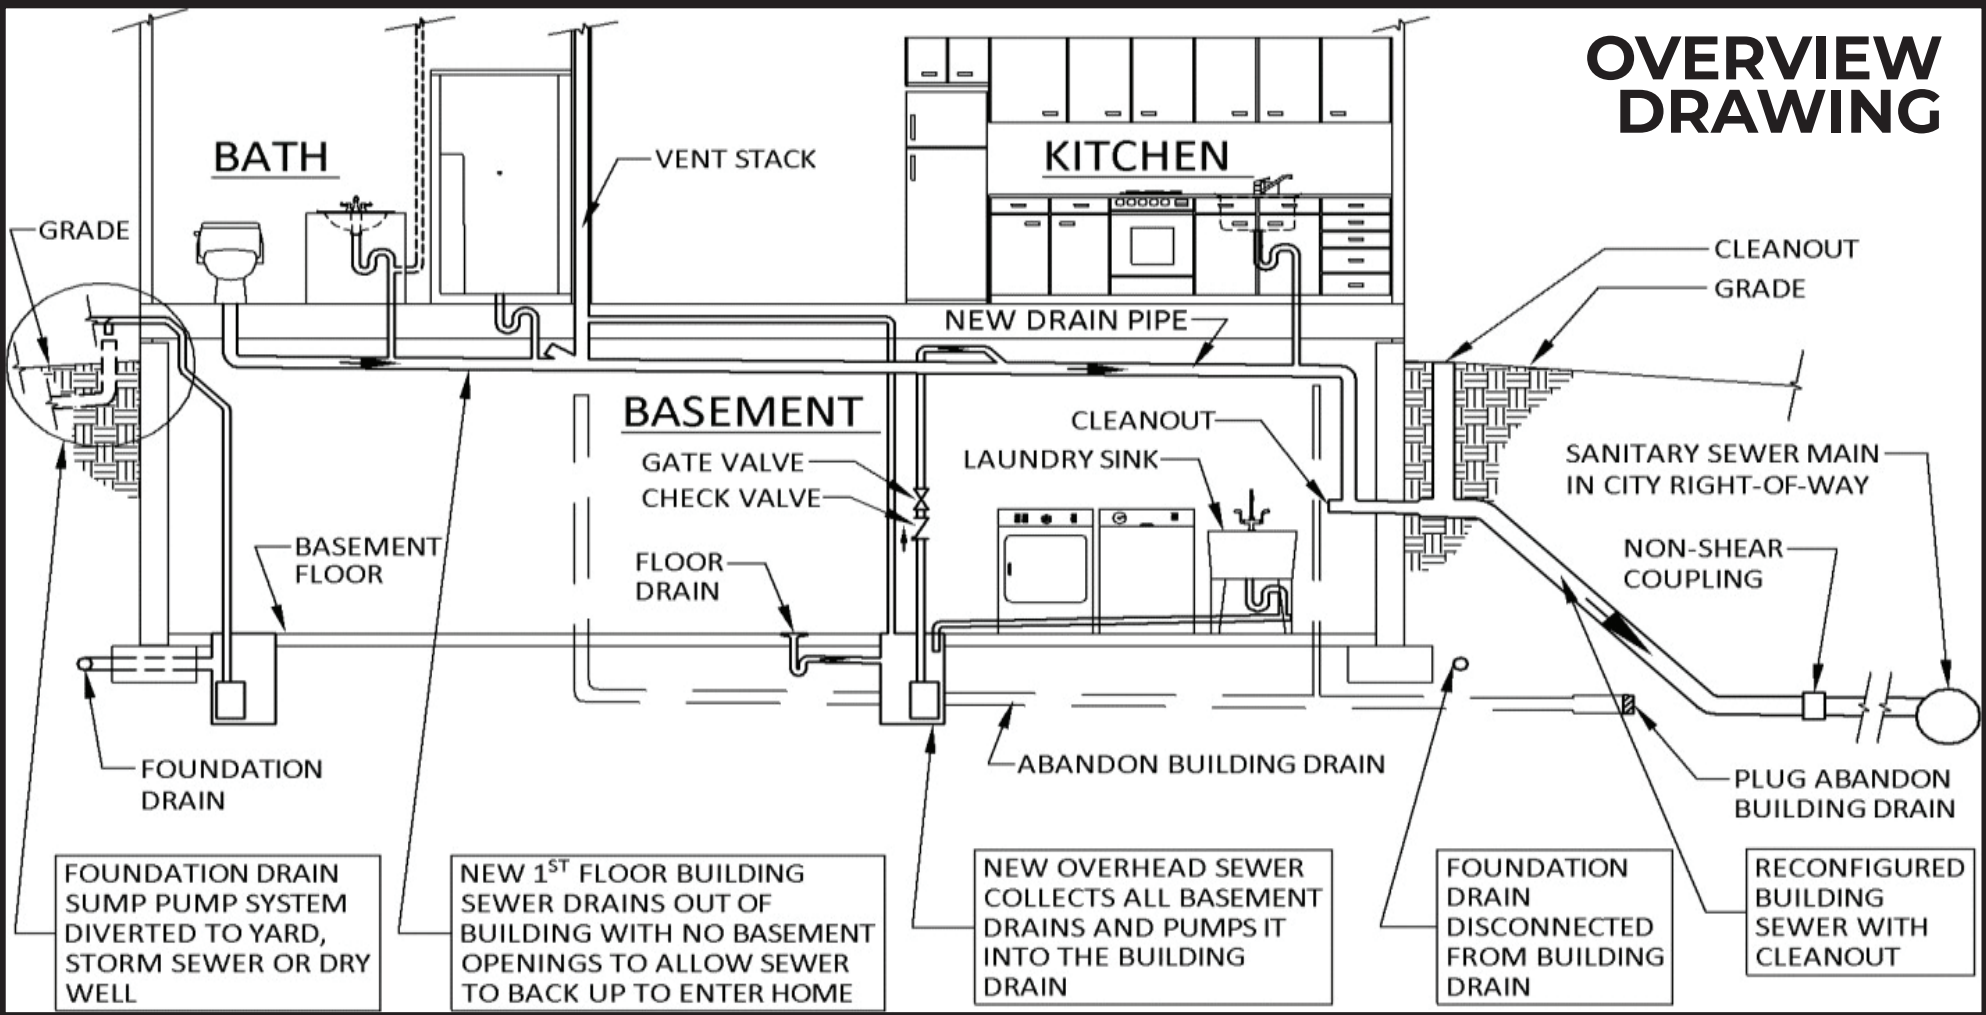 OVERVIEW
DRAWING
BATH
VENT STACK
KITCHEN
GRADE
CLEANOUT
GRADE
NEW DRAIN PIPE
BASEMENT
CLEANOUT
GATE VALVE
LAUNDRY SINK
CHECK VALVE
SANITARY SEWER MAIN
IN CITY RIGHT-OF-WAY
BASEMENT
FLOOR
FLOOR
DRAIN
NON-SHEAR
COUPLING
FOUNDATION
DRAIN
ABANDON BUILDING DRAIN
PLUG ABANDON
BUILDING DRAIN
FOUNDATION DRAIN
SUMP PUMP SYSTEM
DIVERTED TO YARD,
STORM SEWER OR DRY
WELL
NEW 1ST FLOOR BUILDING
SEWER DRAINS OUT OF
BUILDING WITH NO BASEMENT
OPENINGS TO ALLOW SEWER
TO BACK UP TO ENTER HOME
NEW OVERHEAD SEWER
COLLECTS ALL BASEMENT
DRAINS AND PUMPS IT
INTO THE BUILDING
DRAIN
FOUNDATION
DRAIN
DISCONNECTED
FROM BUILDING
DRAIN
RECONFIGURED
BUILDING
SEWER WITH
CLEANOUT